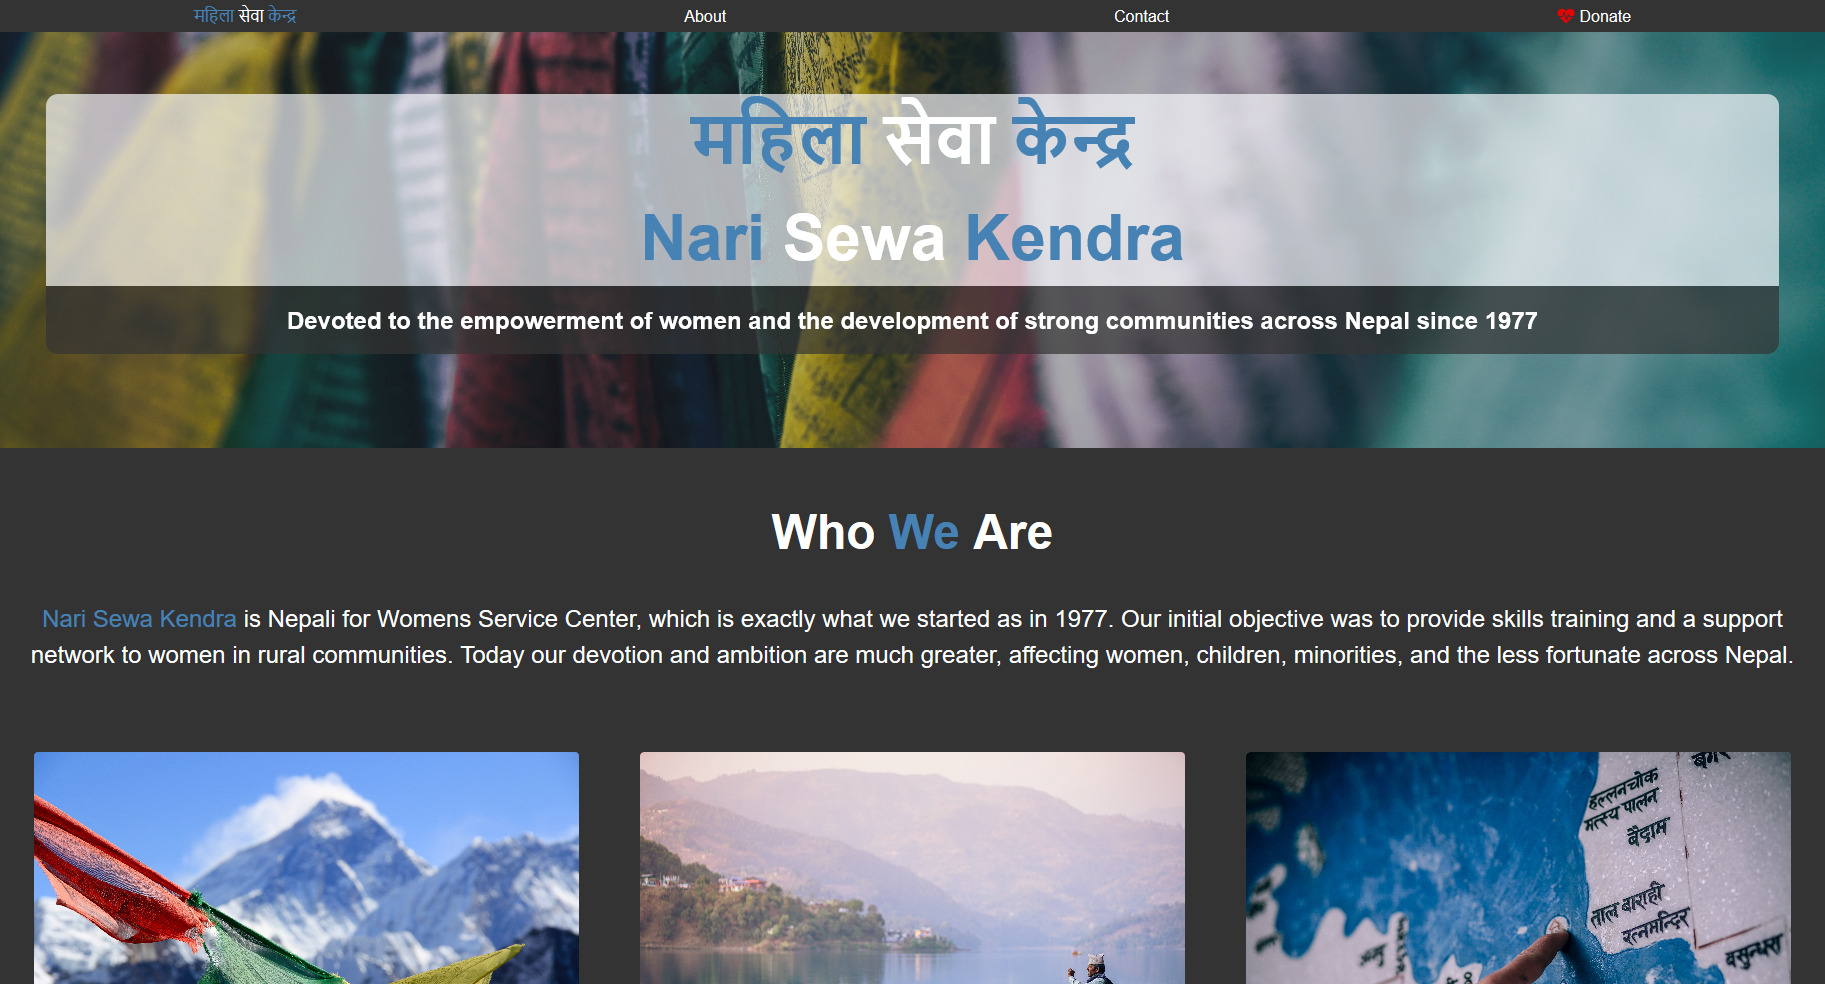 महिला सेवा केन्द्र
About
Contact
Donate
महिला सेवा केन्द्र
Nari Sewa Kendra
Devoted to the empowerment of women and the development of strong communities across Nepal since 1977
Who We Are
Nari Sewa Kendra is Nepali for Womens Service Center, which is exactly what we started as in 1977. Our initial objective was to provide skills training and a support
network to women in rural communities. Today our devotion and ambition are much greater, affecting women, children, minorities, and the less fortunate across Nepal.
हल्लनचोक
मत्स्य पालन
बैदाम
ताल बाराही
रत्नमन्दिर
वसुन्धरा